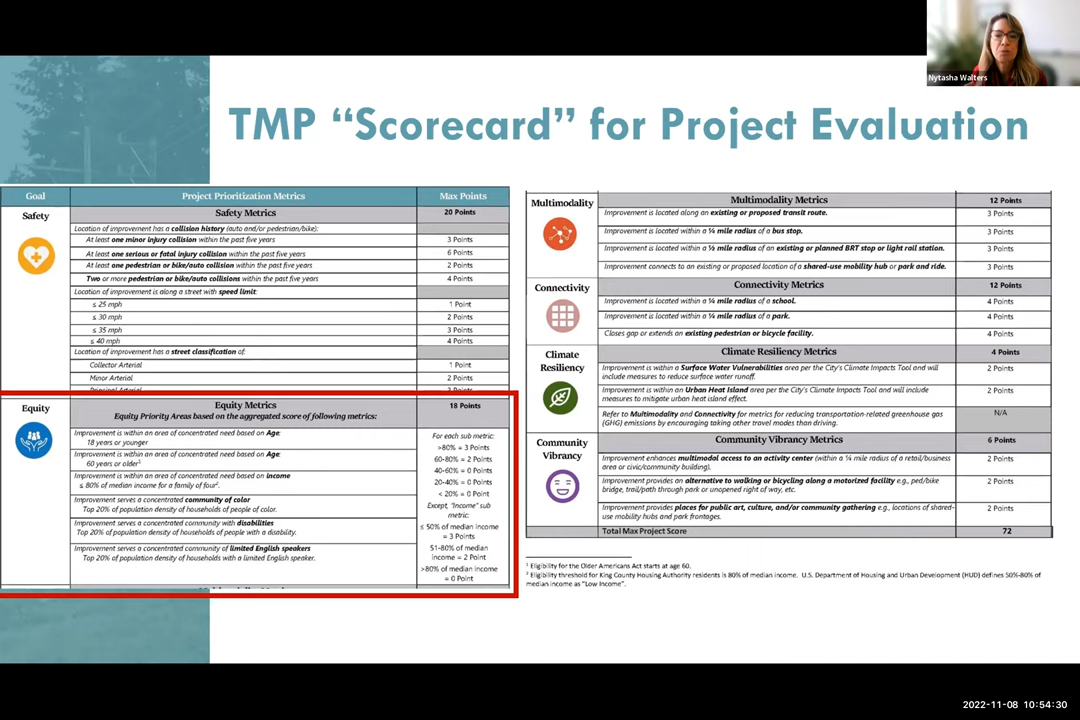 Nytasha Walters
TMP “Scorecard” for Project Evaluation
Goal Project Prioritization Metrics Max Points
Safety Safety Metrics 20 Points
Location of improvement has a collision history (auto and/or pedestrian/bike):
At least one minor injury collision within the past five years 3 Points
At least one serious or fatal injury collision within the past five years 6 Points
At least one pedestrian or bike/auto collision within the past five years 2 Points
Two or more pedestrian or bike/auto collisions within the past five years 4 Points
Location of improvement is along a street with speed limit:
≤ 25 mph 1 Point
≤ 30 mph 2 Points
≤ 35 mph 3 Points
≤ 40 mph 4 Points
Location of improvement has a street classification of:
Collector Arterial 1 Point
Minor Arterial 2 Points
Principal Arterial 3 Points
Equity Equity Metrics 18 Points
Equity Priority Areas based on the aggregated score of following metrics:
Improvement is within an area of concentrated need based on Age:
18 years or younger
Improvement is within an area of concentrated need based on Age:
60 years or older¹
Improvement is within an area of concentrated need based on income
≤ 80% of median income for a family of four².
Improvement serves a concentrated community of color
Top 20% of population density of households of people of color.
Improvement serves a concentrated community with disabilities
Top 20% of population density of households of people with a disability.
Improvement serves a concentrated community of limited English speakers
Top 20% of population density of households with a limited English speaker.
For each sub metric:
>80% = 3 Points
60-80% = 2 Points
40-60% = 0 Points
20-40% = 0 Points
< 20% = 0 Point
Except, "Income" sub
metric:
≤ 50% of median income
= 3 Points
51-80% of median
income = 2 Point
>80% of median income
= 0 Point
Multimodality Multimodality Metrics 12 Points
Improvement is located along an existing or proposed transit route. 3 Points
Improvement is located within a ¼ mile radius of a bus stop. 3 Points
Improvement is located within a ½ mile radius of an existing or planned BRT stop or light rail station. 3 Points
Improvement connects to an existing or proposed location of a shared-use mobility hub or park and ride. 3 Points
Connectivity Connectivity Metrics 12 Points
Improvement is located within a ¼ mile radius of a school. 4 Points
Improvement is located within a ¼ mile radius of a park. 4 Points
Closes gap or extends an existing pedestrian or bicycle facility. 4 Points
Climate
Resiliency
Climate Resiliency Metrics 4 Points
Improvement is within a Surface Water Vulnerabilities area per the City's Climate Impacts Tool and will
include measures to reduce surface water runoff. 2 Points
Improvement is within an Urban Heat Island area per the City's Climate Impacts Tool and will include
measures to mitigate urban heat island effect. 2 Points
Refer to Multimodality and Connectivity for metrics for reducing transportation-related greenhouse gas
(GHG) emissions by encouraging taking other travel modes than driving. N/A
Community
Vibrancy
Community Vibrancy Metrics 6 Points
Improvement enhances multimodal access to an activity center (within a ¼ mile radius of a retail/business
area or civic/community building). 2 Points
Improvement provides an alternative to walking or bicycling along a motorized facility e.g., ped/bike
bridge, trail/path through park or unopened right of way, etc. 2 Points
Improvement provides places for public art, culture, and/or community gathering e.g., locations of shared-
use mobility hubs and park frontages. 2 Points
Total Max Project Score 72
¹ Eligibility for the Older Americans Act starts at age 60.
² Eligibility threshold for King County Housing Authority residents is 80% of median income. U.S. Department of Housing and Urban Development (HUD) defines 50%-80% of
median income as "Low Income".
2022-11-08 10:54:30